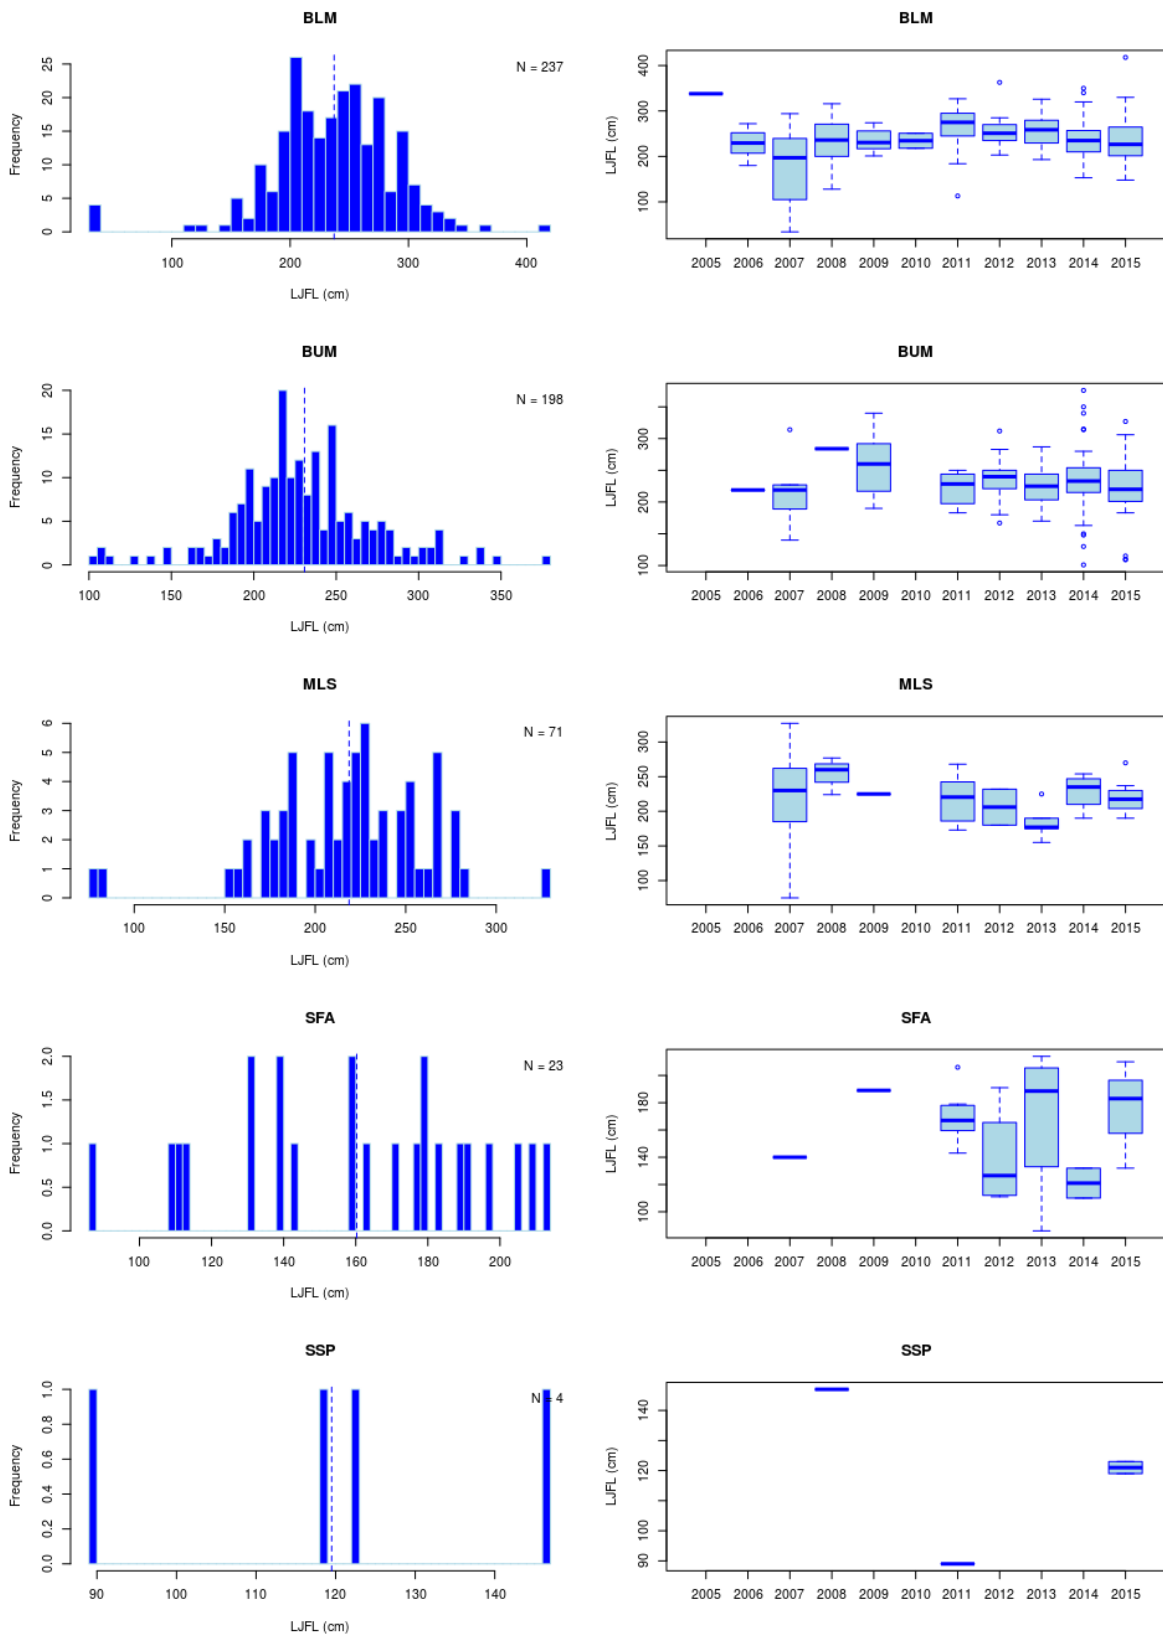 BLM
Frequency
0 5 10 15 20 25
N = 237
100 200 300 400
LJFL (cm)
BLM
LJFL (cm)
100 200 300 400
2005 2006 2007 2008 2009 2010 2011 2012 2013 2014 2015
BUM
Frequency
0 5 10 15 20
N = 198
100 150 200 250 300 350
LJFL (cm)
BUM
LJFL (cm)
100 200 300
2005 2006 2007 2008 2009 2010 2011 2012 2013 2014 2015
MLS
Frequency
0 1 2 3 4 5 6
N = 71
100 150 200 250 300
LJFL (cm)
MLS
LJFL (cm)
100 150 200 250 300
2005 2006 2007 2008 2009 2010 2011 2012 2013 2014 2015
SFA
Frequency
0.0 0.5 1.0 1.5 2.0
N = 23
100 120 140 160 180 200
LJFL (cm)
SFA
LJFL (cm)
100 140 180
2005 2006 2007 2008 2009 2010 2011 2012 2013 2014 2015
SSP
Frequency
0.0 0.2 0.4 0.6 0.8 1.0
N = 4
90 100 110 120 130 140
LJFL (cm)
SSP
LJFL (cm)
90 100 120 140
2005 2006 2007 2008 2009 2010 2011 2012 2013 2014 2015